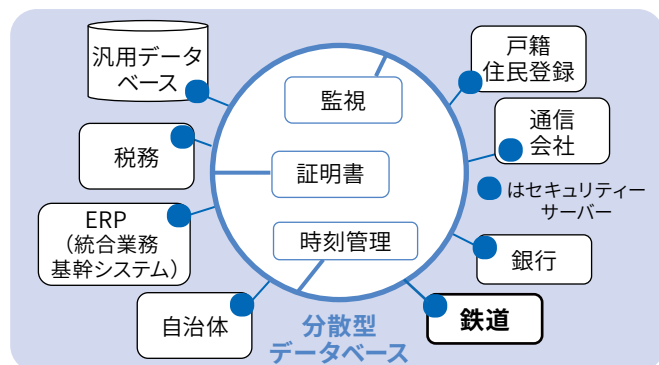 汎用データ
ベース
税務
ERP
（統合業務
基幹システム）
自治体
監視
証明書
時刻管理
分散型
データベース
戸籍
住民登録
通信
会社
はセキュリティー
サーバー
銀行
鉄道